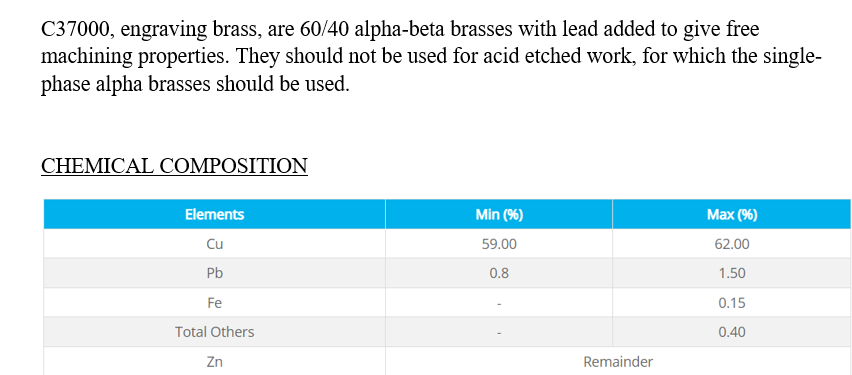 C37000, engraving brass, are 60/40 alpha-beta brasses with lead added to give free
machining properties. They should not be used for acid etched work, for which the single-
phase alpha brasses should be used.
CHEMICAL COMPOSITION
Elements Min (%) Max (%)
Cu 59.00 62.00
Pb 0.8 1.50
Fe - 0.15
Total Others - 0.40
Zn Remainder